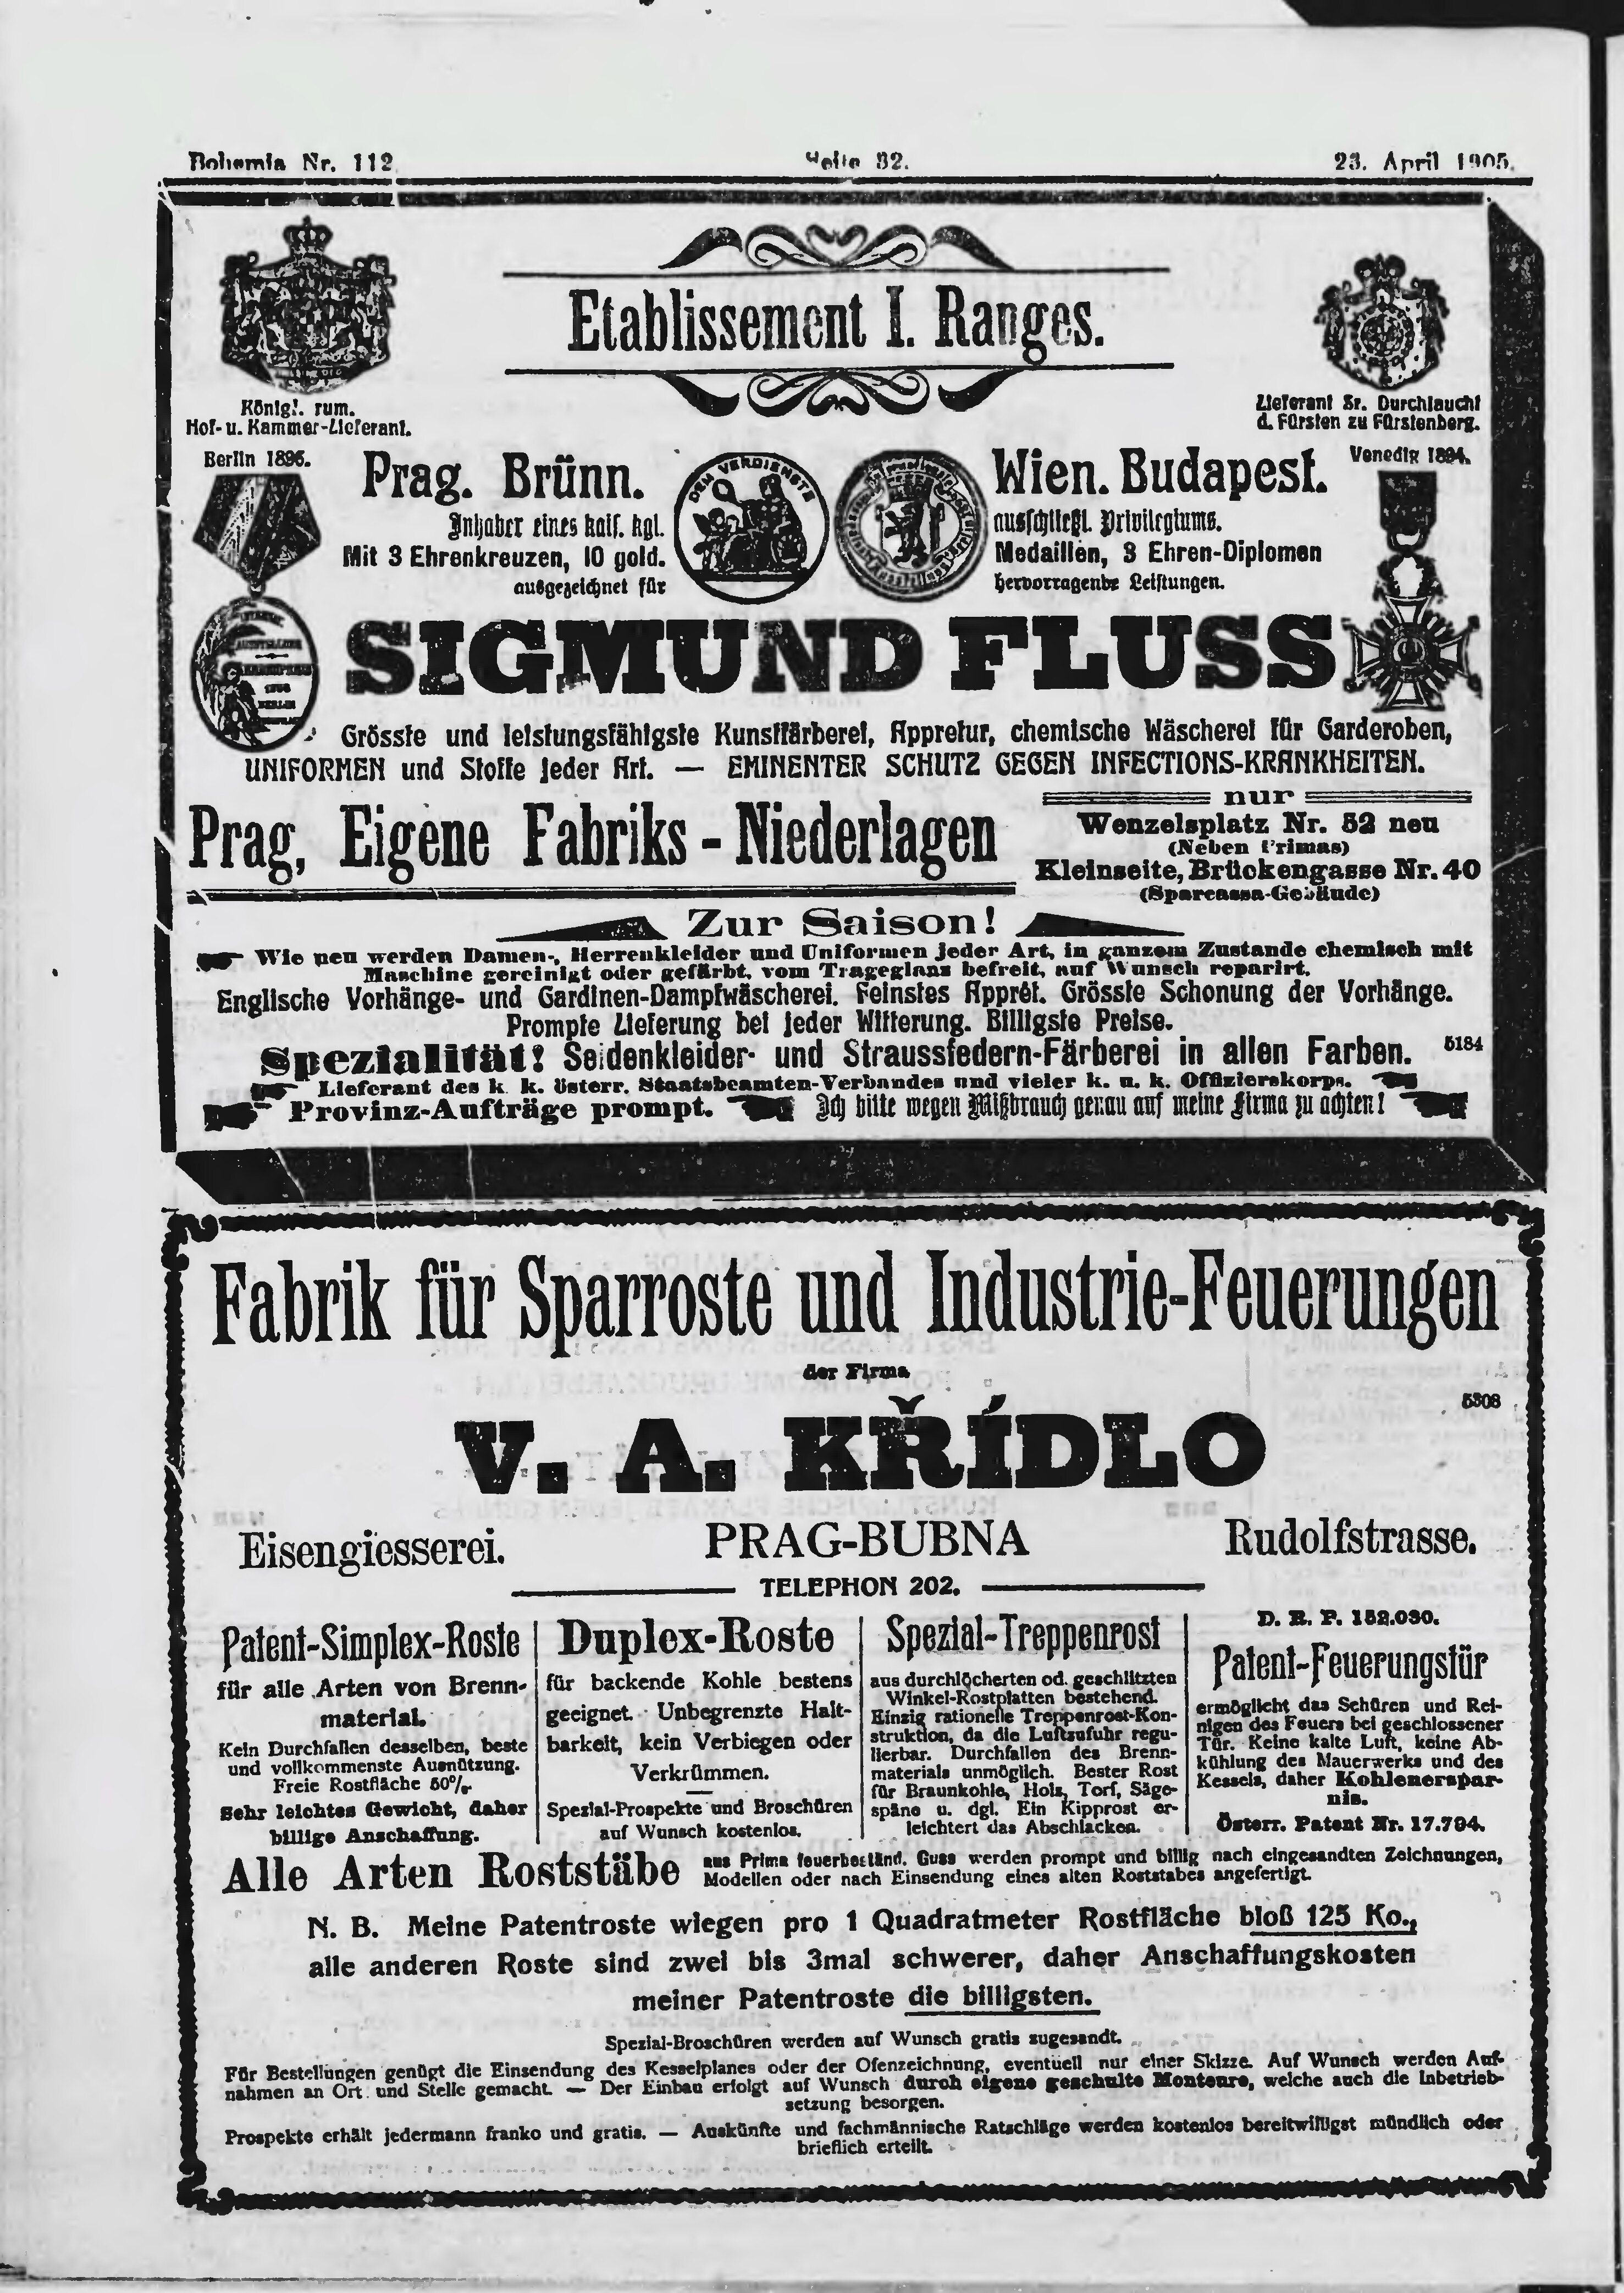 Bohemia Nr. 112.
Seite 32.
23. April 1905.
Etablissement I. Ranges.
Königl. rum.
Hof- u. Kammer-Lieferant.
Lieferant Sr. Durchlaucht
d. Fürsten zu Fürstenberg.
Berlin 1896.
Venedig 1894.
Prag. Brünn.
Wien. Budapest.
DEM VERDIENSTE
Inhaber eines kais. kgl. ausschließl. Privilegiums.
Mit 3 Ehrenkreuzen, 10 gold. Medaillen, 3 Ehren-Diplomen
ausgezeichnet für hervorragende Leistungen.
SIGMUND FLUSS
Grösste und leistungsfähigste Kunstfärberei, Appretur, chemische Wäscherei für Garderoben,
UNIFORMEN und Stoffe jeder Art. — EMINENTER SCHUTZ GEGEN INFECTIONS-KRANKHEITEN.
Prag, Eigene Fabriks-Niederlagen
nur
Wenzelsplatz Nr. 52 neu
(Neben Primas)
Kleinseite, Brückengasse Nr. 40
(Sparcassa-Gebäude)
Zur Saison!
Wie neu werden Damen-, Herrenkleider und Uniformen jeder Art, in ganzem Zustande chemisch mit
Maschine gereinigt oder gefärbt, vom Trageglanz befreit, auf Wunsch reparirt.
Englische Vorhänge- und Gardinen-Dampfwäscherei. Feinstes Apprêt. Grösste Schonung der Vorhänge.
Prompte Lieferung bei jeder Witterung. Billigste Preise.
Spezialität! Seidenkleider- und Straussfedern-Färberei in allen Farben. 5184
Lieferant des k. k. österr. Staatsbeamten-Verbandes und vieler k. u. k. Offizierskorps.
Provinz-Aufträge prompt. Ich bitte wegen Mißbrauch genau auf meine Firma zu achten!
Fabrik für Sparroste und Industrie-Feuerungen
der Firma
5308
V. A. KŘÍDLO
Eisengiesserei. PRAG-BUBNA Rudolfstrasse.
TELEPHON 202.
Patent-Simplex-Roste
für alle Arten von Brenn-
material.
Kein Durchfallen desselben, beste
und vollkommenste Ausnützung.
Freie Rostfläche 50%.
Sehr leichtes Gewicht, daher
billige Anschaffung.
Duplex-Roste
für backende Kohle bestens
geeignet. Unbegrenzte Halt-
barkeit, kein Verbiegen oder
Verkrümmen.
Spezial-Prospekte und Broschüren
auf Wunsch kostenlos.
Spezial-Treppenrost
aus durchlöcherten od. geschlitzten
Winkel-Rostplatten bestehend.
Einzig rationelle Treppenrost-Kon-
struktion, da die Luftzufuhr regu-
lierbar. Durchfallen des Brenn-
materials unmöglich. Bester Rost
für Braunkohle, Holz, Torf, Säge-
späne u. dgl. Ein Kipprost er-
leichtert das Abschlacken.
D. R. P. 152.030.
Patent-Feuerungstür
ermöglicht das Schüren und Rei-
nigen des Feuers bei geschlossener
Tür. Keine kalte Luft, keine Ab-
kühlung des Mauerwerks und des
Kessels, daher Kohlenerspar-
nis.
Österr. Patent Nr. 17.794.
Alle Arten Roststäbe
aus Prima feuerbeständ. Guss werden prompt und billig nach eingesandten Zeichnungen,
Modellen oder nach Einsendung eines alten Roststabes angefertigt.
N. B. Meine Patentroste wiegen pro 1 Quadratmeter Rostfläche bloß 125 Ko.,
alle anderen Roste sind zwei bis 3mal schwerer, daher Anschaffungskosten
meiner Patentroste die billigsten.
Spezial-Broschüren werden auf Wunsch gratis zugesandt.
Für Bestellungen genügt die Einsendung des Kesselplanes oder der Ofenzeichnung, eventuell nur einer Skizze. Auf Wunsch werden Auf-
nahmen an Ort und Stelle gemacht. — Der Einbau erfolgt auf Wunsch durch eigene geschulte Monteure, welche auch die Inbetrieb-
setzung besorgen.
Prospekte erhält jedermann franko und gratis. — Auskünfte und fachmännische Ratschläge werden kostenlos bereitwilligst mündlich oder
brieflich erteilt.